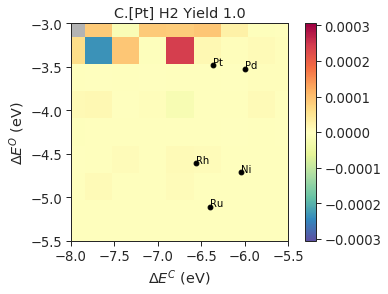 C.[Pt] H2 Yield 1.0
−3.0
−3.5
−4.0
−4.5
−5.0
−5.5
ΔE^O (eV)
Pt
Pd
Rh
Ni
Ru
−8.0 −7.5 −7.0 −6.5 −6.0 −5.5
ΔE^C (eV)
0.0003
0.0002
0.0001
0.0000
−0.0001
−0.0002
−0.0003